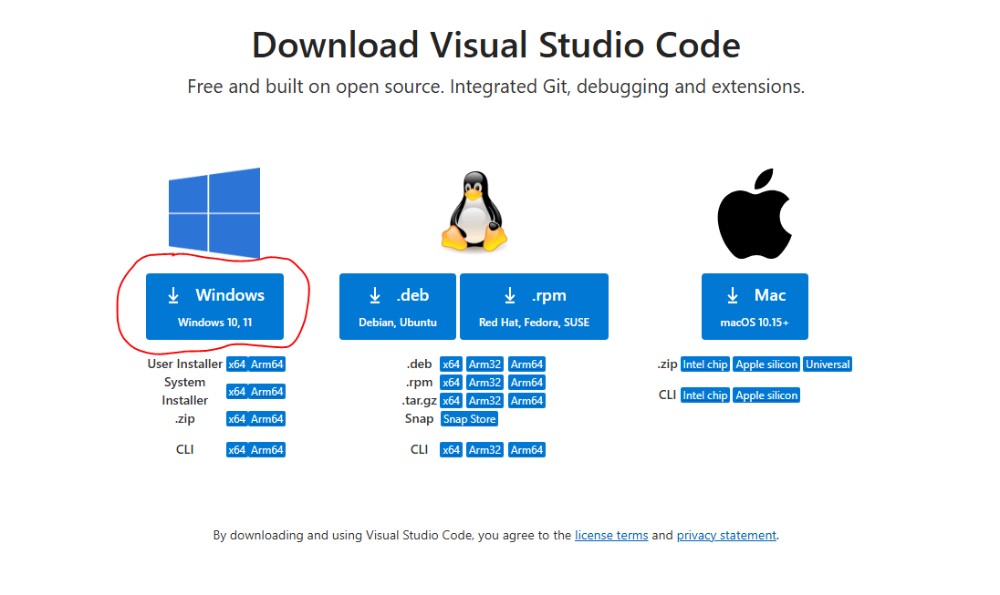 Download Visual Studio Code
Free and built on open source. Integrated Git, debugging and extensions.
Windows
Windows 10, 11
User Installer x64 Arm64
System
Installer x64 Arm64
.zip x64 Arm64
CLI x64 Arm64
.deb
Debian, Ubuntu
.rpm
Red Hat, Fedora, SUSE
.deb x64 Arm32 Arm64
.rpm x64 Arm32 Arm64
.tar.gz x64 Arm32 Arm64
Snap Snap Store
CLI x64 Arm32 Arm64
Mac
macOS 10.15+
.zip Intel chip Apple silicon Universal
CLI Intel chip Apple silicon
By downloading and using Visual Studio Code, you agree to the license terms and privacy statement.